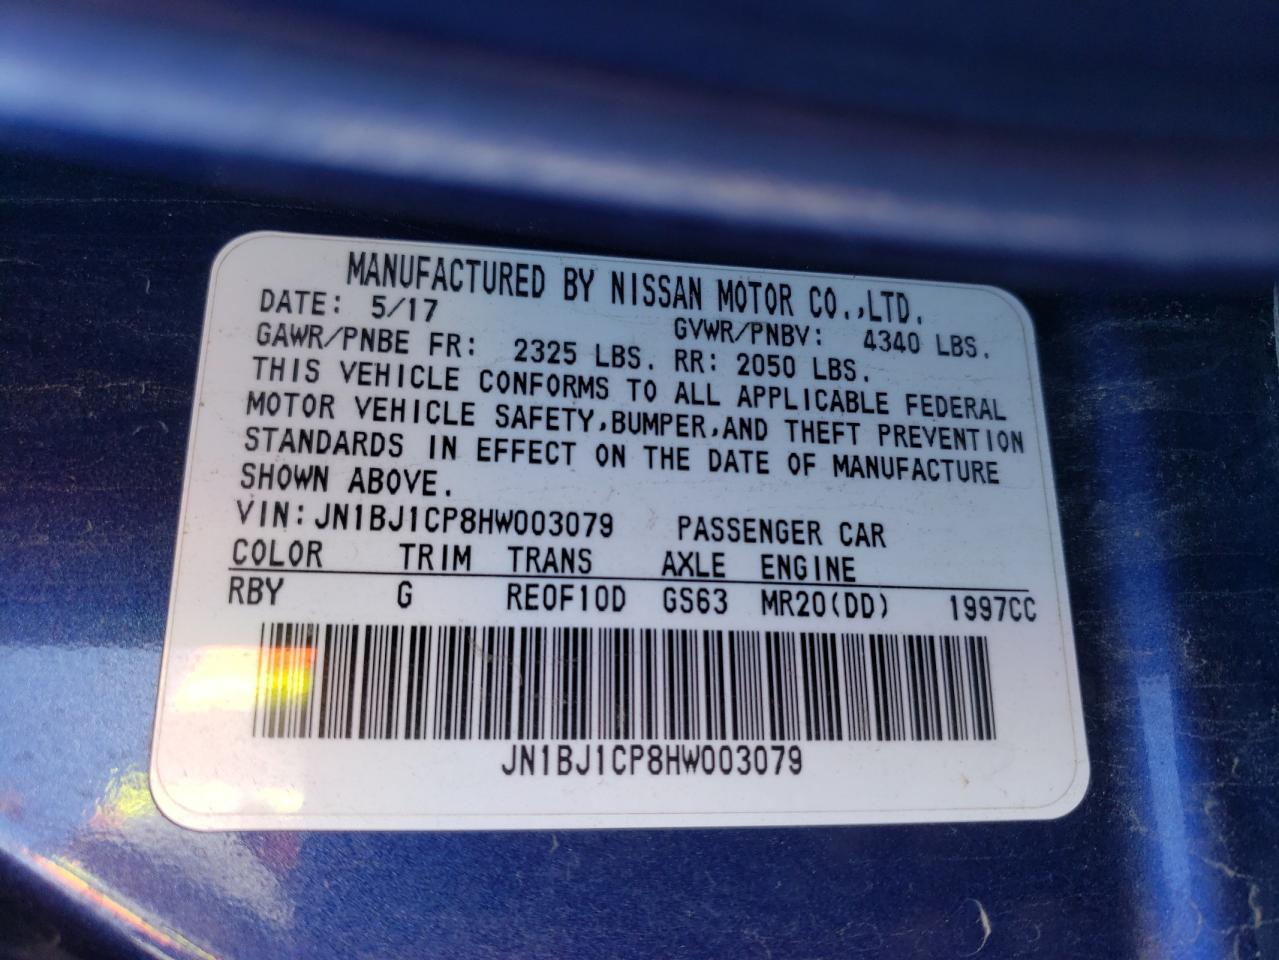 MANUFACTURED BY NISSAN MOTOR CO.,LTD.
DATE: 5/17 GVWR/PNBV: 4340 LBS.
GAWR/PNBE FR: 2325 LBS. RR: 2050 LBS.
THIS VEHICLE CONFORMS TO ALL APPLICABLE FEDERAL
MOTOR VEHICLE SAFETY,BUMPER,AND THEFT PREVENTION
STANDARDS IN EFFECT ON THE DATE OF MANUFACTURE
SHOWN ABOVE.
VIN:JN1BJ1CP8HW003079 PASSENGER CAR
COLOR TRIM TRANS AXLE ENGINE
RBY G RE0F10D GS63 MR20(DD) 1997CC
JN1BJ1CP8HW003079